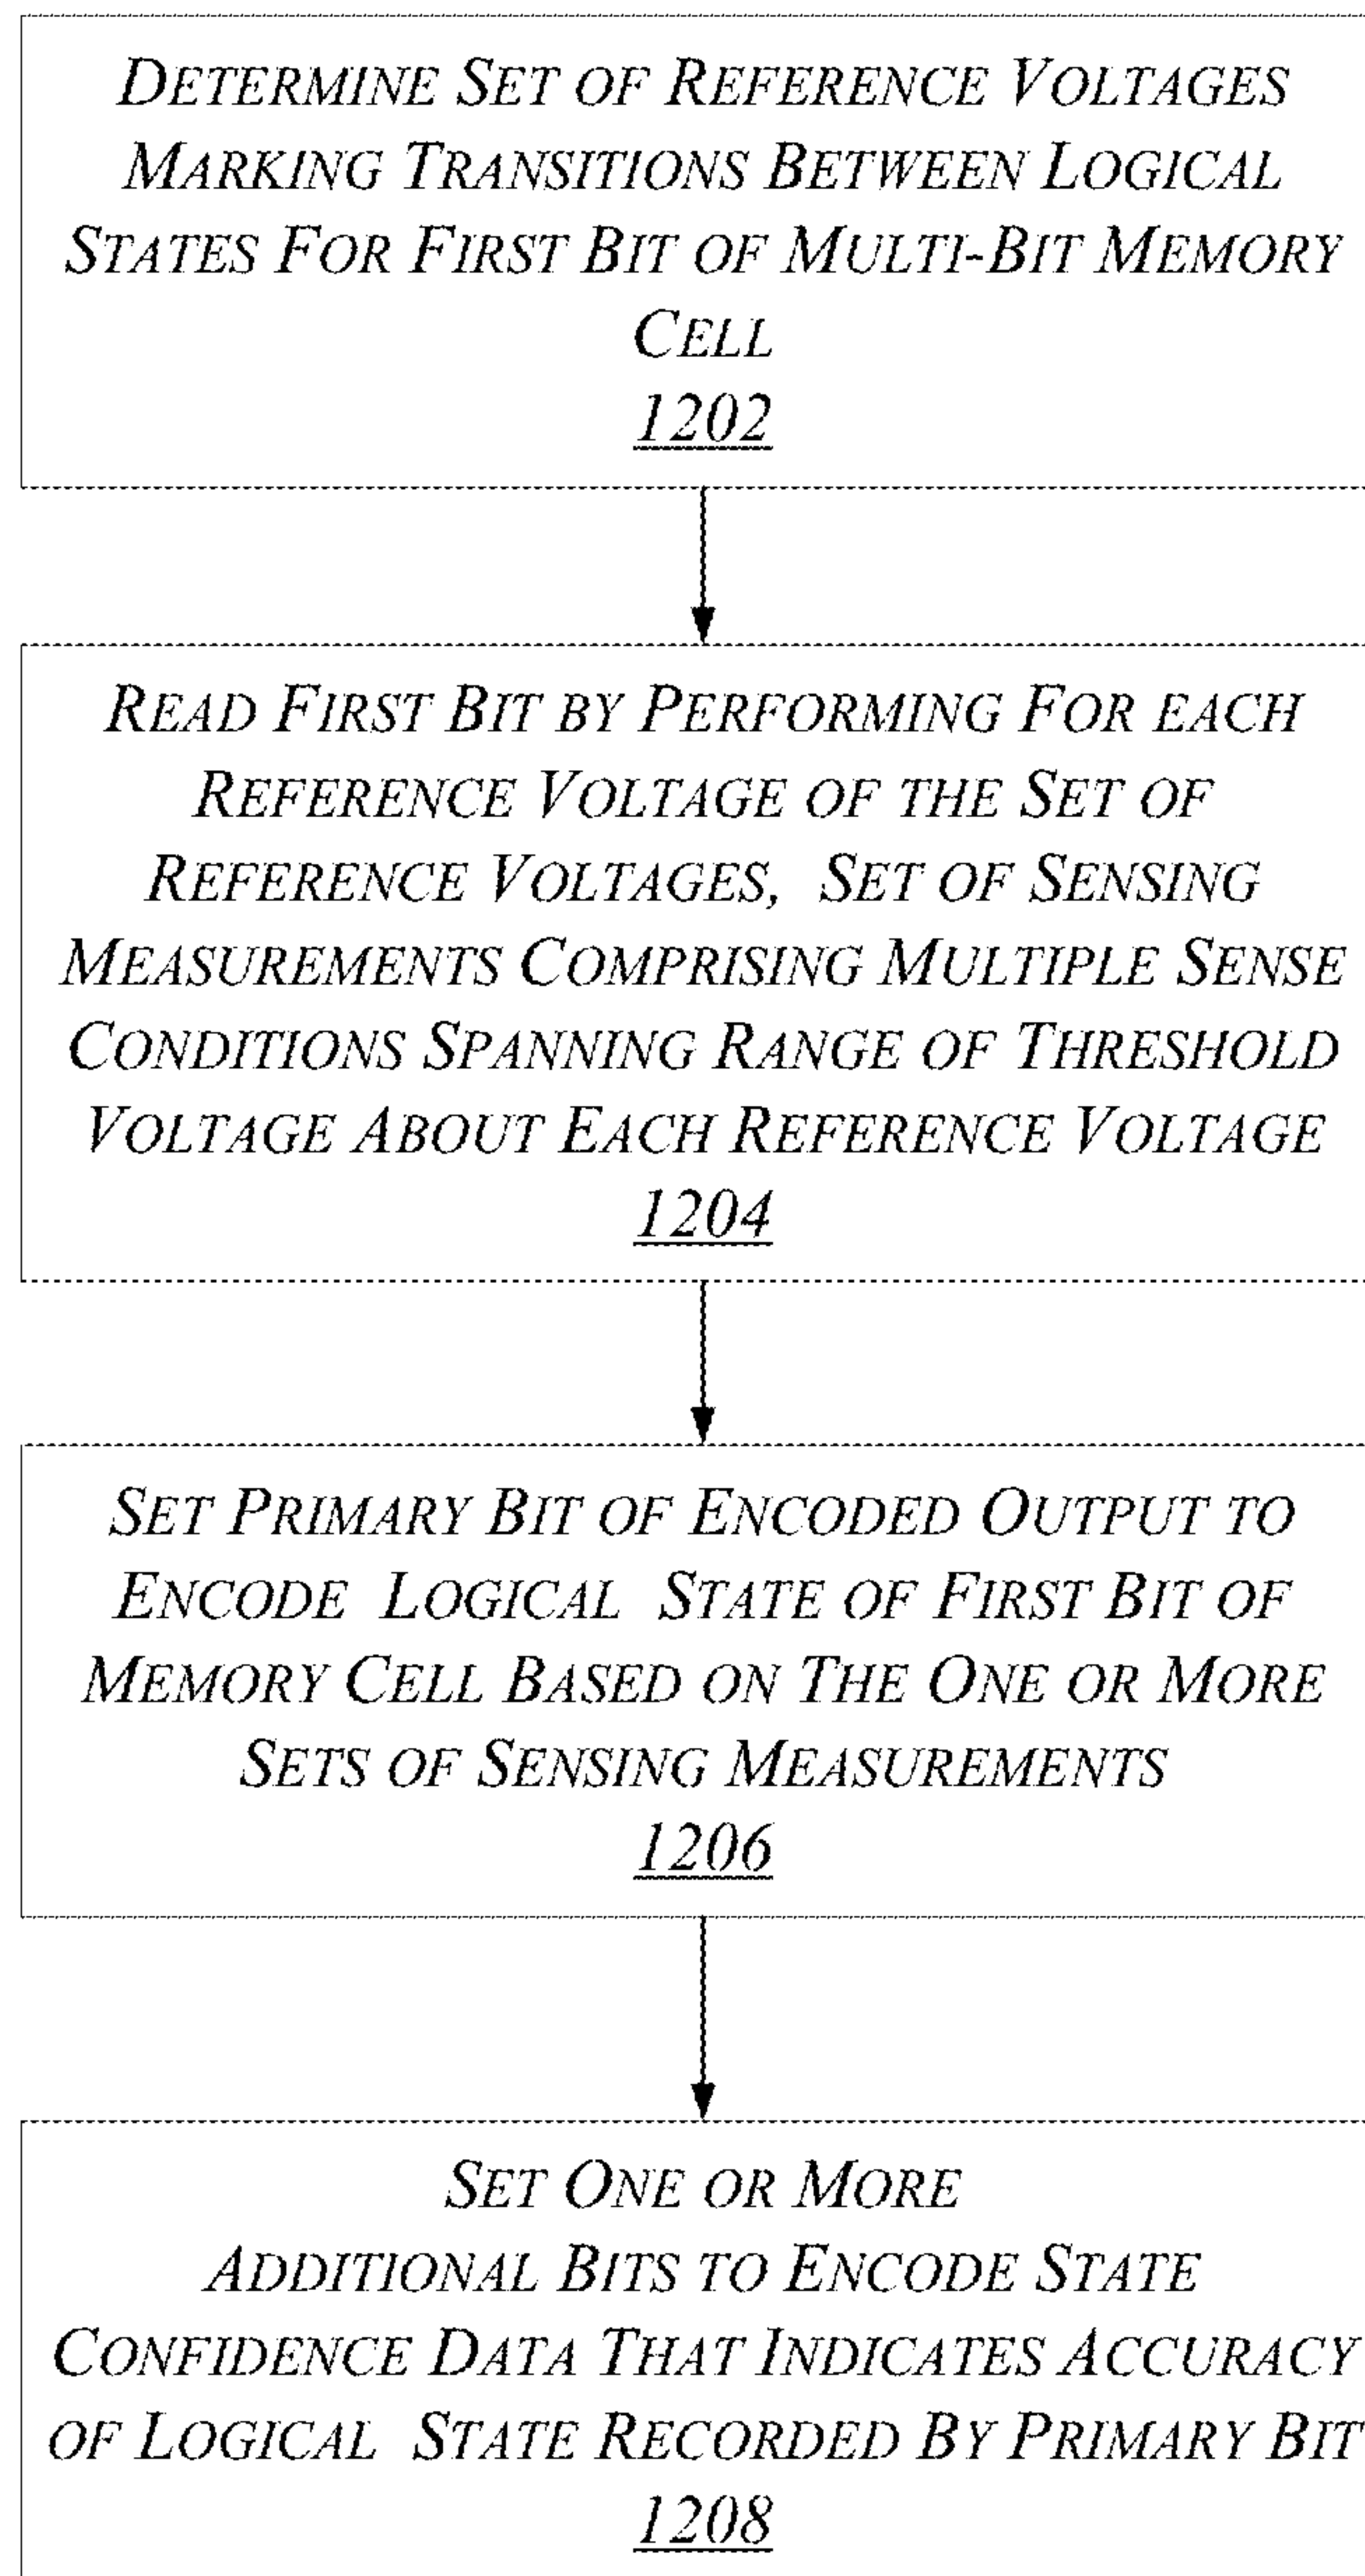 DETERMINE SET OF REFERENCE VOLTAGES
MARKING TRANSITIONS BETWEEN LOGICAL
STATES FOR FIRST BIT OF MULTI-BIT MEMORY
CELL
1202
READ FIRST BIT BY PERFORMING FOR EACH
REFERENCE VOLTAGE OF THE SET OF
REFERENCE VOLTAGES, SET OF SENSING
MEASUREMENTS COMPRISING MULTIPLE SENSE
CONDITIONS SPANNING RANGE OF THRESHOLD
VOLTAGE ABOUT EACH REFERENCE VOLTAGE
1204
SET PRIMARY BIT OF ENCODED OUTPUT TO
ENCODE LOGICAL STATE OF FIRST BIT OF
MEMORY CELL BASED ON THE ONE OR MORE
SETS OF SENSING MEASUREMENTS
1206
SET ONE OR MORE
ADDITIONAL BITS TO ENCODE STATE
CONFIDENCE DATA THAT INDICATES ACCURACY
OF LOGICAL STATE RECORDED BY PRIMARY BIT
1208